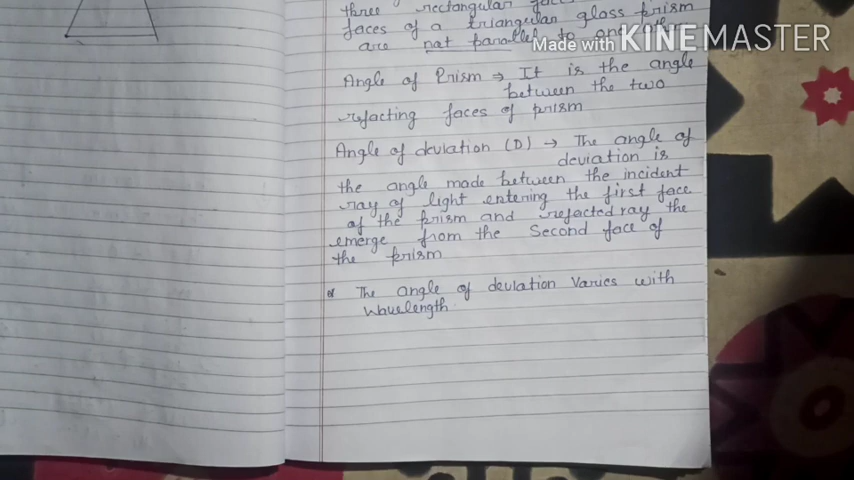 three rectangular
faces of a triangular glass prism
are not parallel to one other
Made with KINEMASTER
Angle of Prism → It is the angle
between the two
refacting faces of prism
Angle of deviation (D) → The angle of
deviation is
the angle made between the incident
ray of light entering the first face
of the prism and refacted ray the
emerge from the Second face of
the prism
The angle of deviation varies with
wavelength.